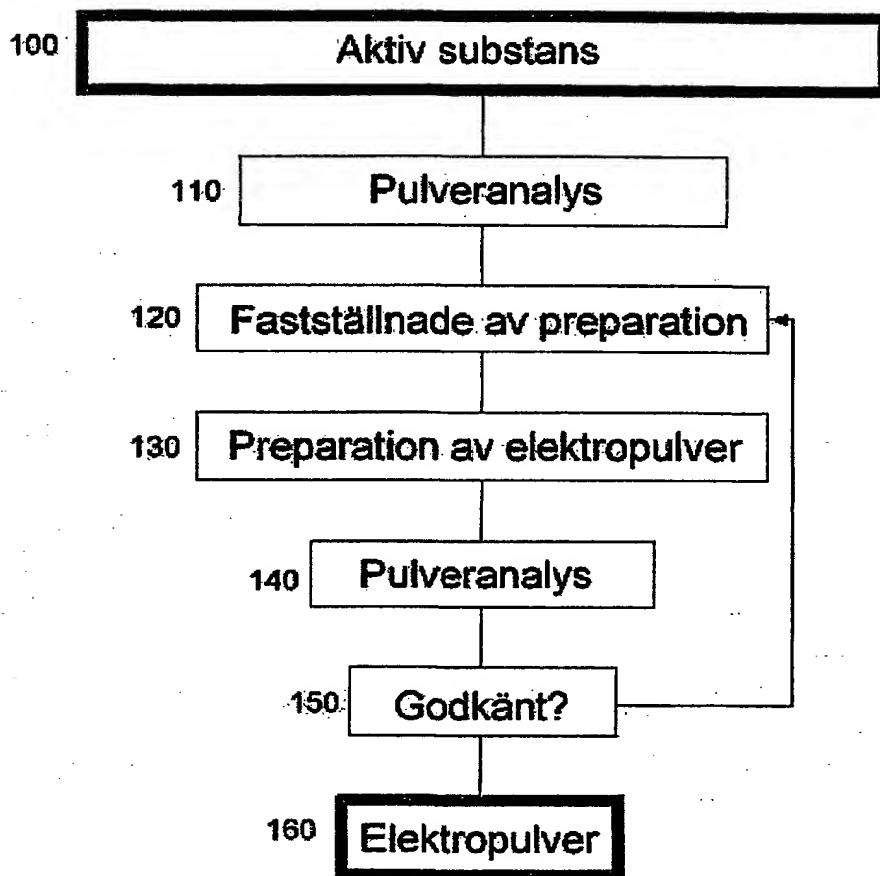 100 Aktiv substans
110 Pulveranalys
120 Fastställnade av preparation
130 Preparation av elektropulver
140 Pulveranalys
150 Godkänt?
160 Elektropulver